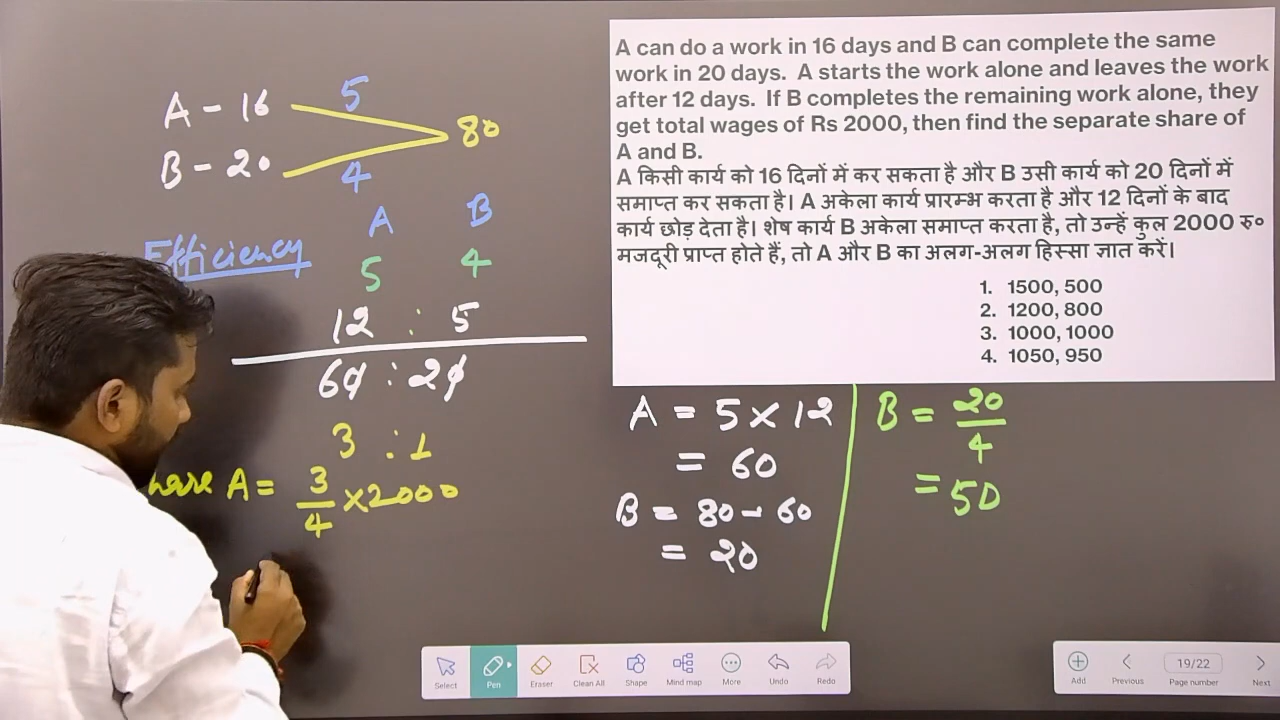 A - 16
5
80
B - 20
4
A B
Efficiency
5 4
12 : 5
60 : 20
3 : 1
A = 3/4 × 2000
A can do a work in 16 days and B can complete the same
work in 20 days. A starts the work alone and leaves the work
after 12 days. If B completes the remaining work alone, they
get total wages of Rs 2000, then find the separate share of
A and B.
A किसी कार्य को 16 दिनों में कर सकता है और B उसी कार्य को 20 दिनों में
समाप्त कर सकता है। A अकेला कार्य प्रारम्भ करता है और 12 दिनों के बाद
कार्य छोड़ देता है। शेष कार्य B अकेला समाप्त करता है, तो उन्हें कुल 2000 रु०
मजदूरी प्राप्त होते हैं, तो A और B का अलग-अलग हिस्सा ज्ञात करें।
1. 1500, 500
2. 1200, 800
3. 1000, 1000
4. 1050, 950
A = 5 × 12
= 60
B = 80 - 60
= 20
B = 20/4
= 5D
Select Pen Eraser Clean All Shape Mind map More Undo Redo
Add Previous 19/22 Page number Next